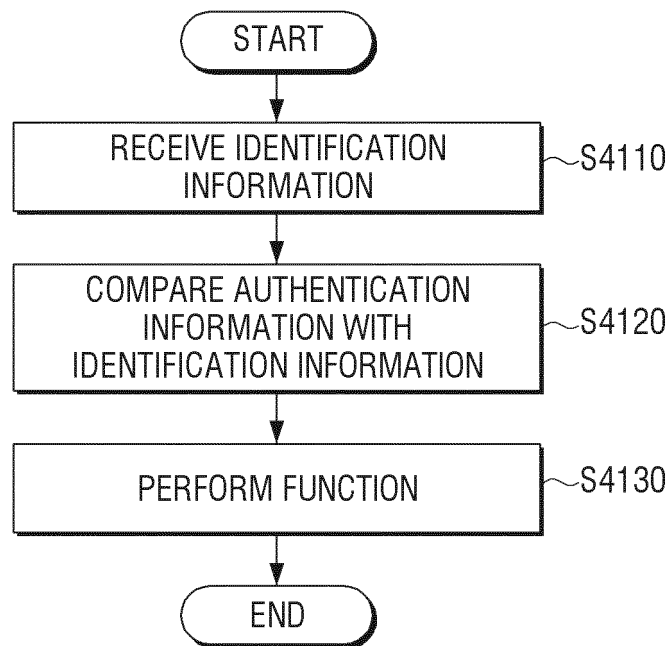 START
RECEIVE IDENTIFICATION
INFORMATION
S4110
COMPARE AUTHENTICATION
INFORMATION WITH
IDENTIFICATION INFORMATION
S4120
PERFORM FUNCTION
S4130
END